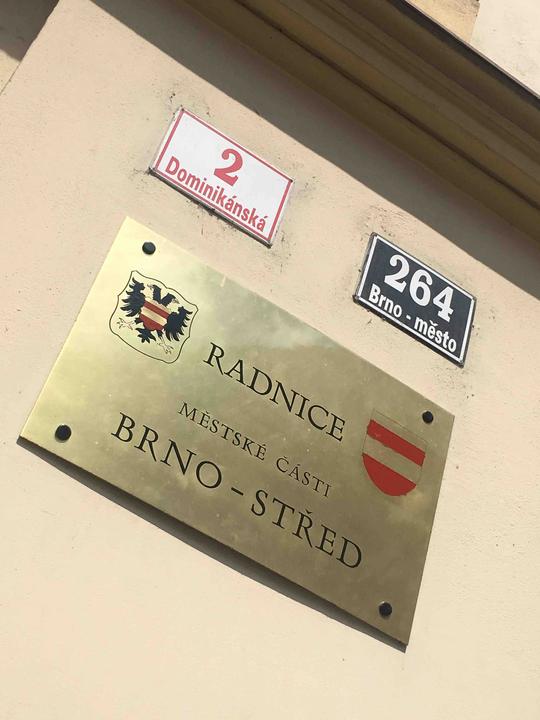 2
Dominikánská
264
Brno - město
RADNICE
MĚSTSKÉ ČÁSTI
BRNO - STŘED